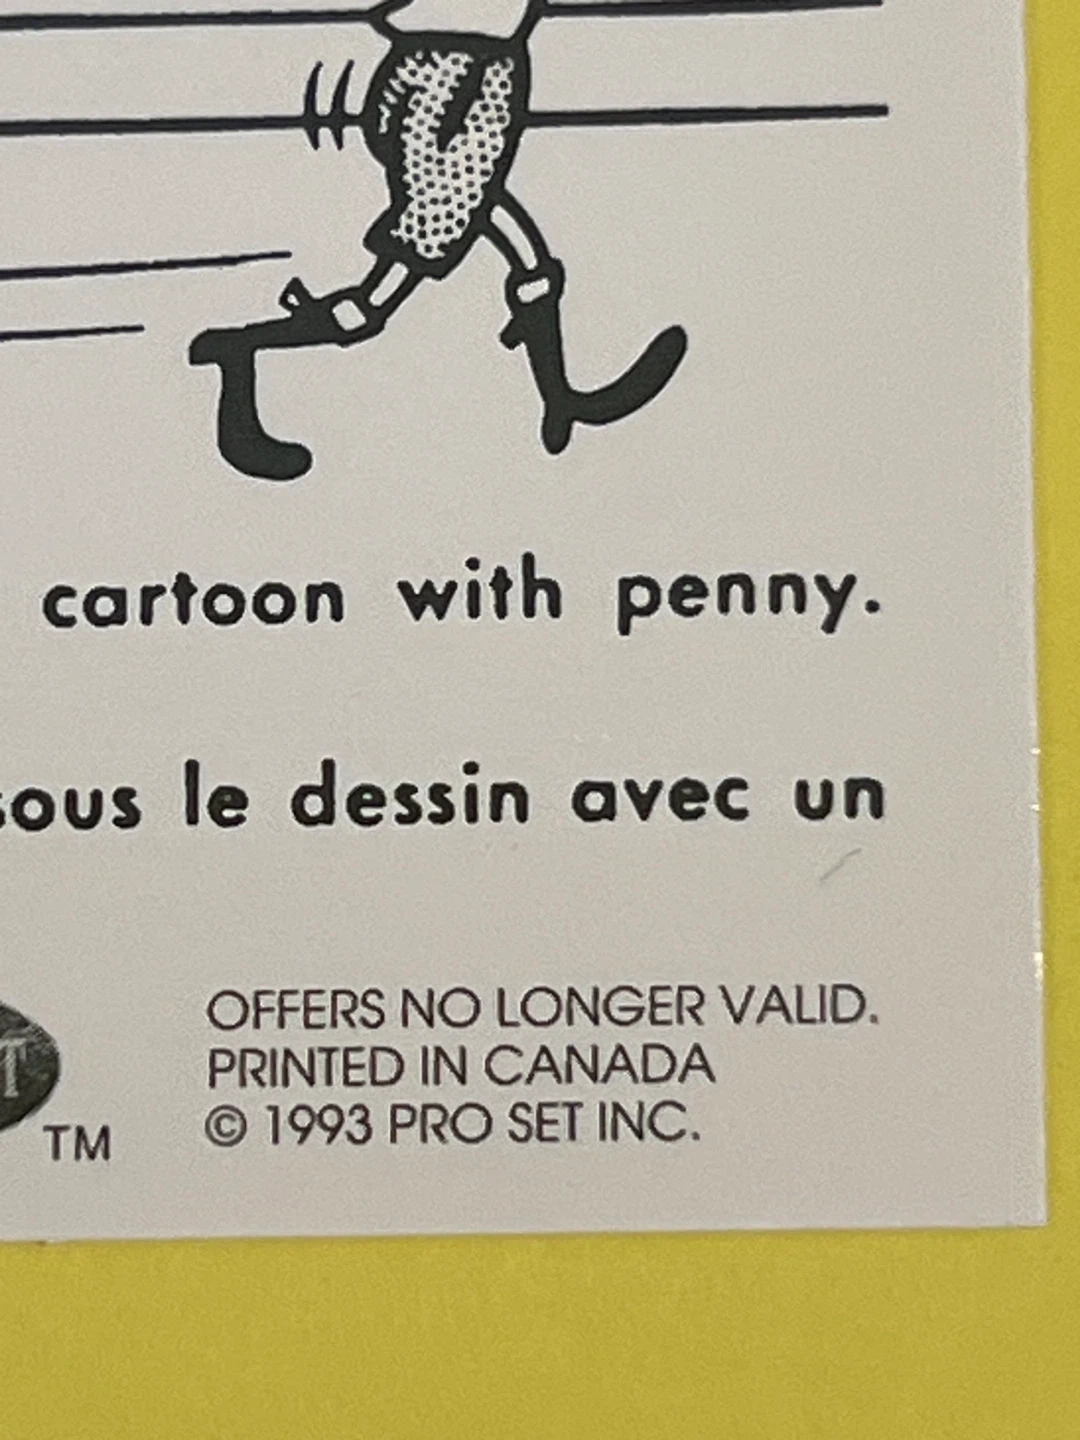 cartoon with penny.
sous le dessin avec un
T
TM
OFFERS NO LONGER VALID.
PRINTED IN CANADA
© 1993 PRO SET INC.